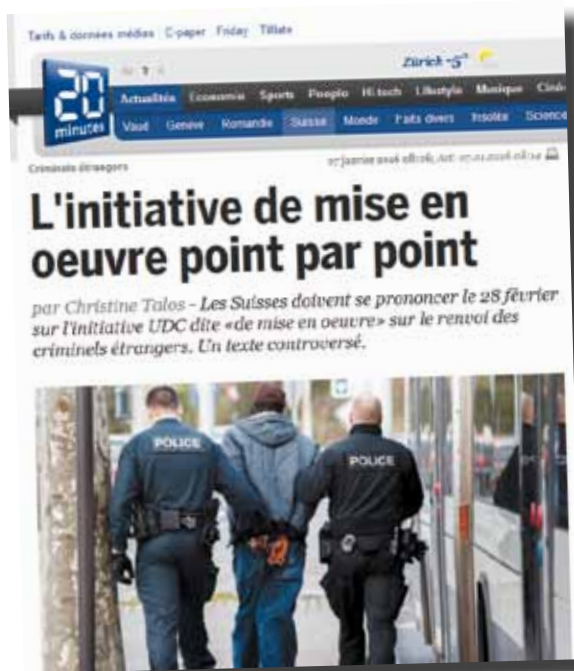 Tarifs & données médias E-paper Friday Tilllate
Zürich -5°
20
minutes
Actualités Economie Sports People Hi-tech Lifestyle Musique Ciné
Vaud Genève Romandie Suisse Monde Faits divers Insolite Science
Criminels étrangers
L'initiative de mise en
oeuvre point par point
par Christine Talos - Les Suisses doivent se prononcer le 28 février
sur l'initiative UDC dite «de mise en oeuvre» sur le renvoi des
criminels étrangers. Un texte controversé.
POLICE
POLICE